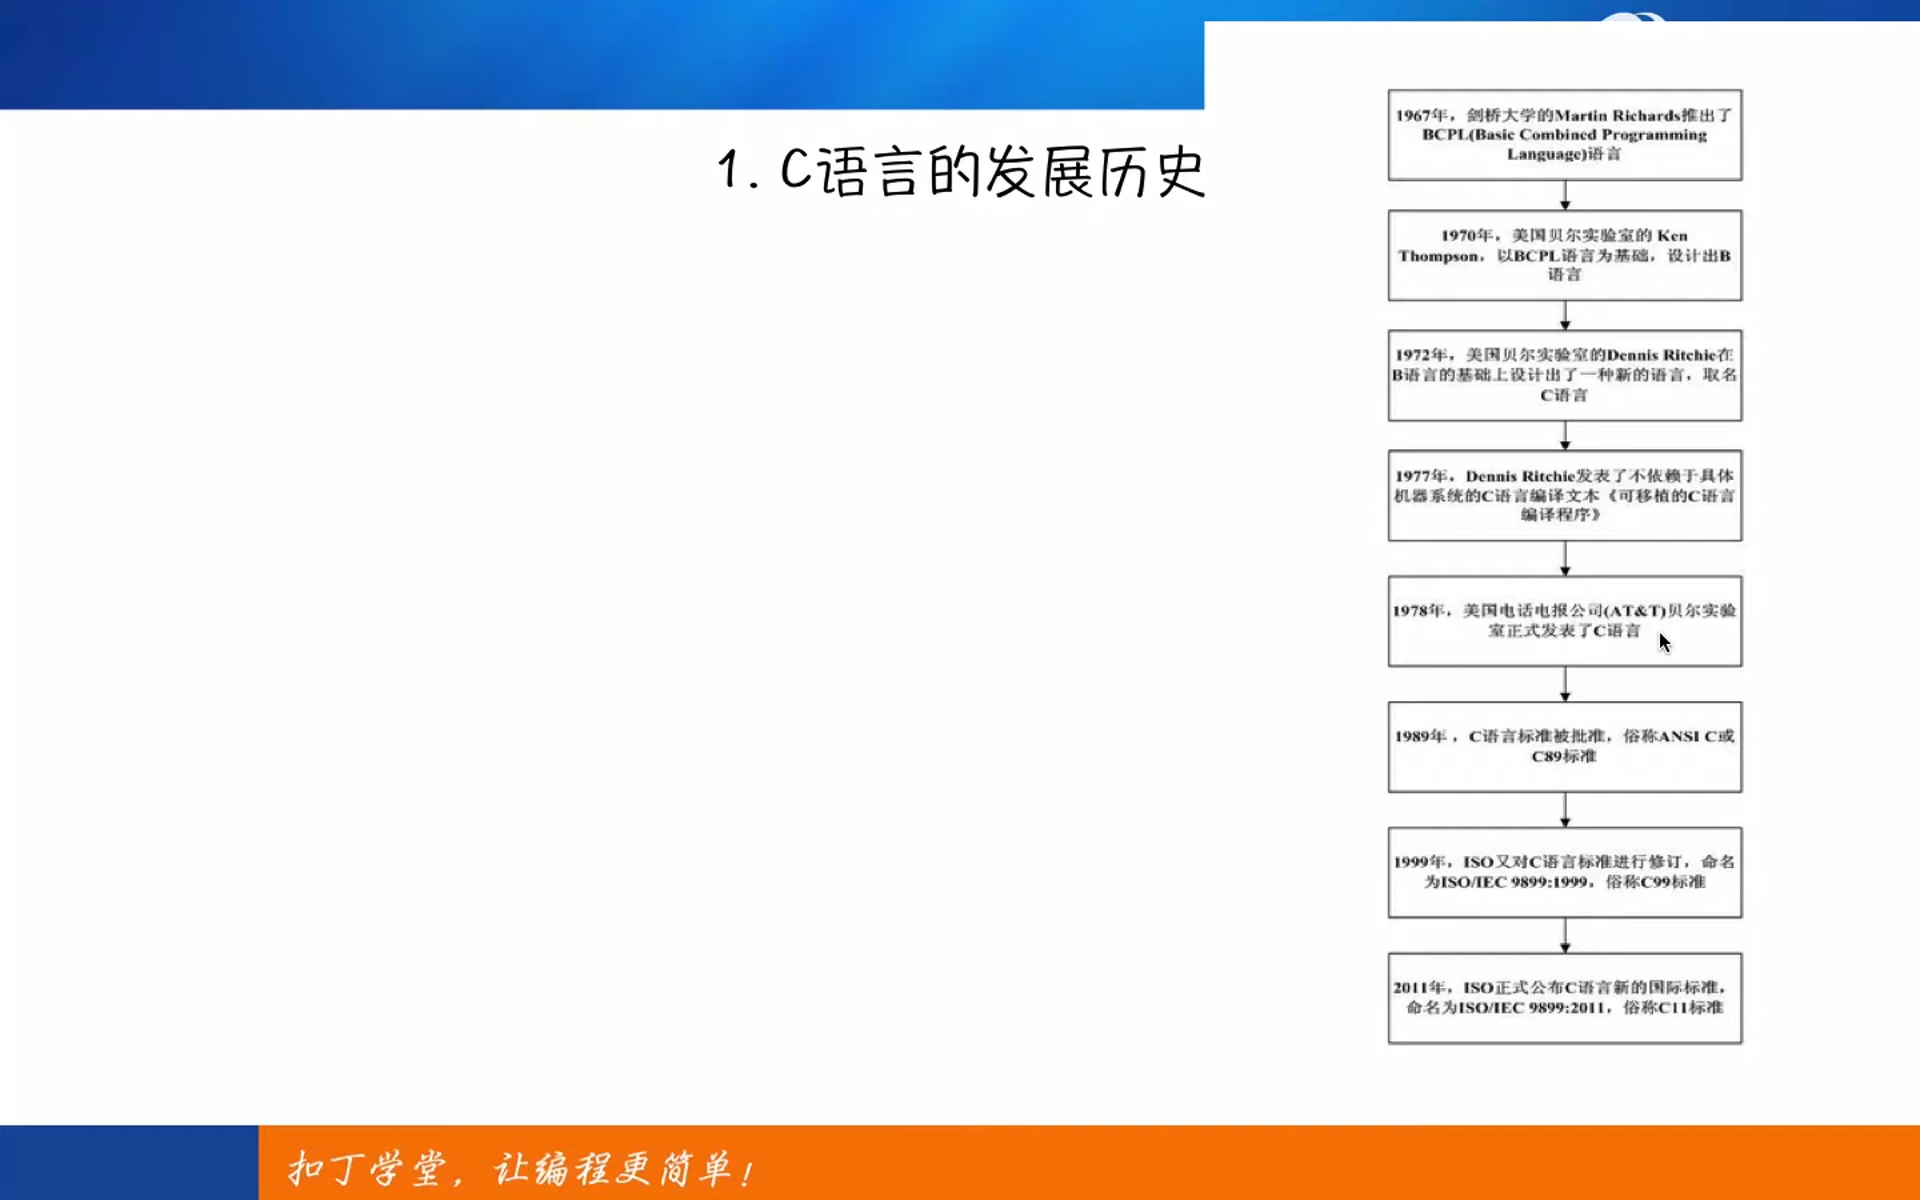 1. C语言的发展历史
1967年，剑桥大学的Martin Richards推出了
BCPL(Basic Combined Programming
Language)语言
1970年，美国贝尔实验室的 Ken
Thompson，以BCPL语言为基础，设计出B
语言
1972年，美国贝尔实验室的Dennis Ritchie在
B语言的基础上设计出了一种新的语言，取名
C语言
1977年，Dennis Ritchie发表了不依赖于具体
机器系统的C语言编译文本《可移植的C语言
编译程序》
1978年，美国电话电报公司(AT&T)贝尔实验
室正式发表了C语言
1989年 ，C语言标准被批准，俗称ANSI C或
C89标准
1999年，ISO又对C语言标准进行修订，命名
为ISO/IEC 9899:1999，俗称C99标准
2011年，ISO正式公布C语言新的国际标准，
命名为ISO/IEC 9899:2011，俗称C11标准
扣丁学堂，让编程更简单!